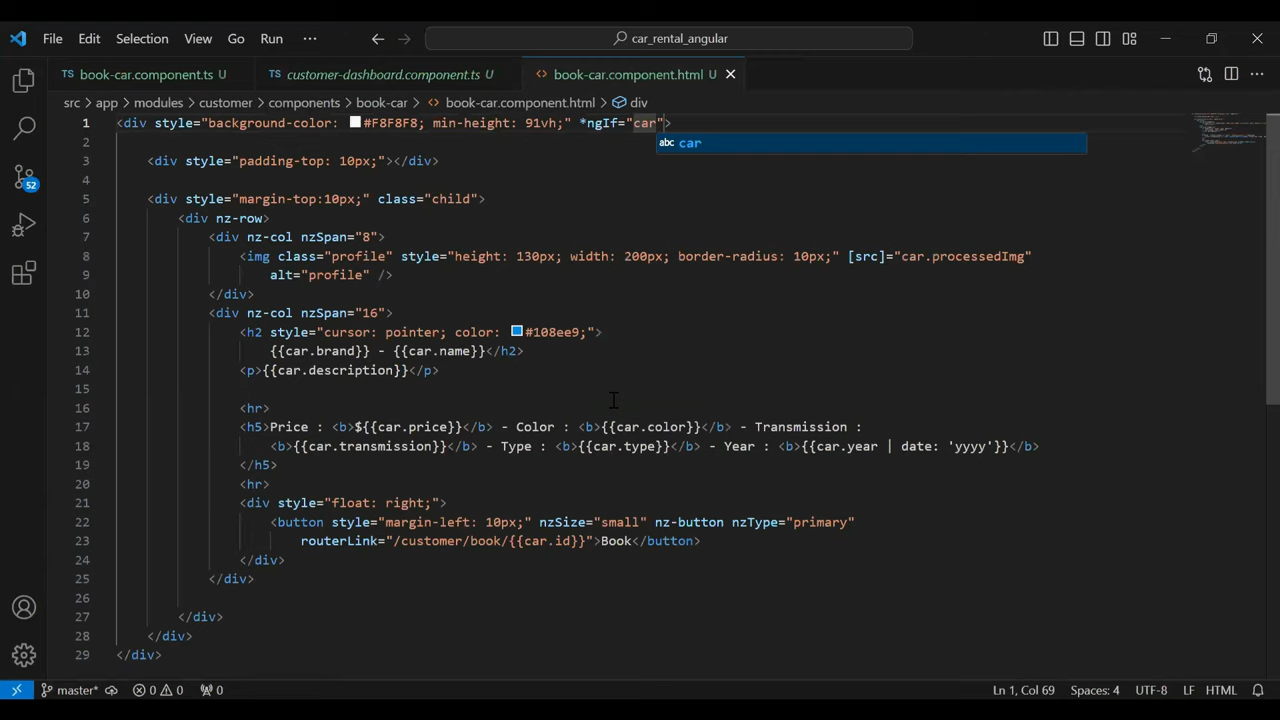 File Edit Selection View Go Run ··· car_rental_angular
TS book-car.component.ts U TS customer-dashboard.component.ts U <> book-car.component.html U
src > app > modules > customer > components > book-car > <> book-car.component.html > div
1 <div style="background-color: #F8F8F8; min-height: 91vh;" *ngIf="car">
abc car
2
3 <div style="padding-top: 10px;"></div>
4
5 <div style="margin-top:10px;" class="child">
6 <div nz-row>
7 <div nz-col nzSpan="8">
8 <img class="profile" style="height: 130px; width: 200px; border-radius: 10px;" [src]="car.processedImg"
9 alt="profile" />
10 </div>
11 <div nz-col nzSpan="16">
12 <h2 style="cursor: pointer; color: #108ee9;">
13 {{car.brand}} - {{car.name}}</h2>
14 <p>{{car.description}}</p>
15
16 <hr>
17 <h5>Price : <b>${{car.price}}</b> - Color : <b>{{car.color}}</b> - Transmission :
18 <b>{{car.transmission}}</b> - Type : <b>{{car.type}}</b> - Year : <b>{{car.year | date: 'yyyy'}}</b>
19 </h5>
20 <hr>
21 <div style="float: right;">
22 <button style="margin-left: 10px;" nzSize="small" nz-button nzType="primary"
23 routerLink="/customer/book/{{car.id}}">Book</button>
24 </div>
25 </div>
26
27 </div>
28 </div>
29 </div>
52
master* 0 0 0 Ln 1, Col 69 Spaces: 4 UTF-8 LF HTML